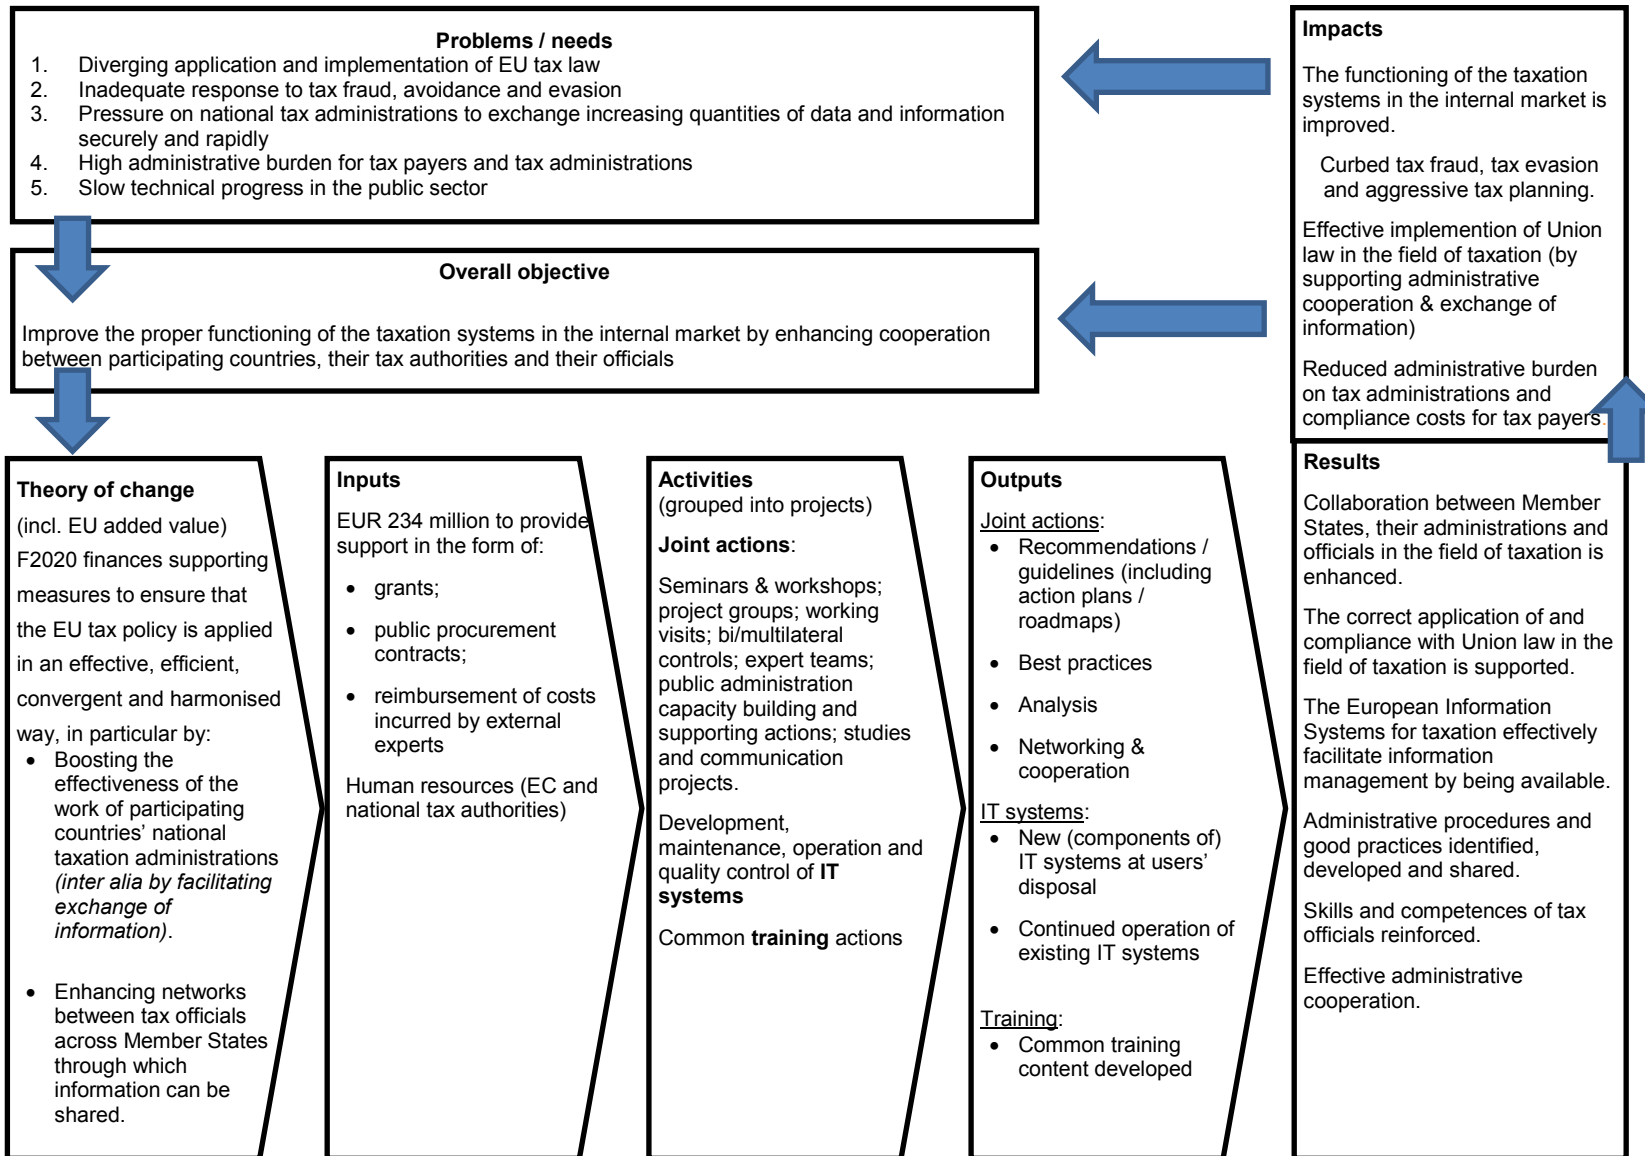 Problems / needs
1. Diverging application and implementation of EU tax law
2. Inadequate response to tax fraud, avoidance and evasion
3. Pressure on national tax administrations to exchange increasing quantities of data and information
securely and rapidly
4. High administrative burden for tax payers and tax administrations
5. Slow technical progress in the public sector
Overall objective
Improve the proper functioning of the taxation systems in the internal market by enhancing cooperation
between participating countries, their tax authorities and their officials
Theory of change
(incl. EU added value)
F2020 finances supporting
measures to ensure that
the EU tax policy is applied
in an effective, efficient,
convergent and harmonised
way, in particular by:
• Boosting the
effectiveness of the
work of participating
countries' national
taxation administrations
(inter alia by facilitating
exchange of
information).
• Enhancing networks
between tax officials
across Member States
through which
information can be
shared.
Inputs
EUR 234 million to provide
support in the form of:
• grants;
• public procurement
contracts;
• reimbursement of costs
incurred by external
experts
Human resources (EC and
national tax authorities)
Activities
(grouped into projects)
Joint actions:
Seminars & workshops;
project groups; working
visits; bi/multilateral
controls; expert teams;
public administration
capacity building and
supporting actions; studies
and communication
projects.
Development,
maintenance, operation and
quality control of IT
systems
Common training actions
Outputs
Joint actions:
• Recommendations /
guidelines (including
action plans /
roadmaps)
• Best practices
• Analysis
• Networking &
cooperation
IT systems:
• New (components of)
IT systems at users'
disposal
• Continued operation of
existing IT systems
Training:
• Common training
content developed
Impacts
The functioning of the taxation
systems in the internal market is
improved.
Curbed tax fraud, tax evasion
and aggressive tax planning.
Effective implemention of Union
law in the field of taxation (by
supporting administrative
cooperation & exchange of
information)
Reduced administrative burden
on tax administrations and
compliance costs for tax payers.
Results
Collaboration between Member
States, their administrations and
officials in the field of taxation is
enhanced.
The correct application of and
compliance with Union law in the
field of taxation is supported.
The European Information
Systems for taxation effectively
facilitate information
management by being available.
Administrative procedures and
good practices identified,
developed and shared.
Skills and competences of tax
officials reinforced.
Effective administrative
cooperation.